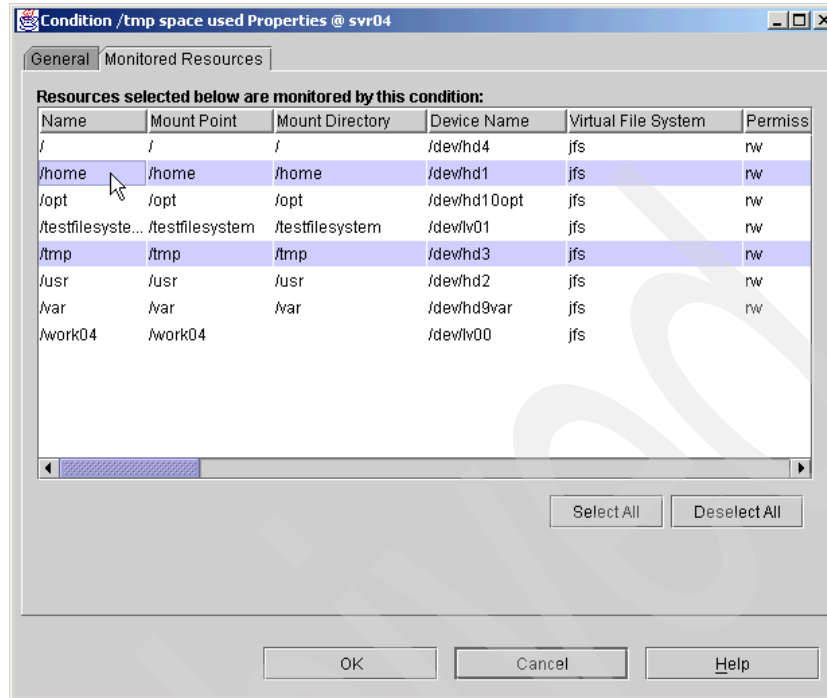 Condition /tmp space used Properties @ svr04
General Monitored Resources
Resources selected below are monitored by this condition:
Name Mount Point Mount Directory Device Name Virtual File System Permiss
/ / / /dev/hd4 jfs rw
/home /home /home /dev/hd1 jfs rw
/opt /opt /opt /dev/hd10opt jfs rw
/testfilesyste... /testfilesystem /testfilesystem /dev/lv01 jfs rw
/tmp /tmp /tmp /dev/hd3 jfs rw
/usr /usr /usr /dev/hd2 jfs rw
/var /var /var /dev/hd9var jfs rw
/work04 /work04 /dev/lv00 jfs
Select All Deselect All
OK Cancel Help